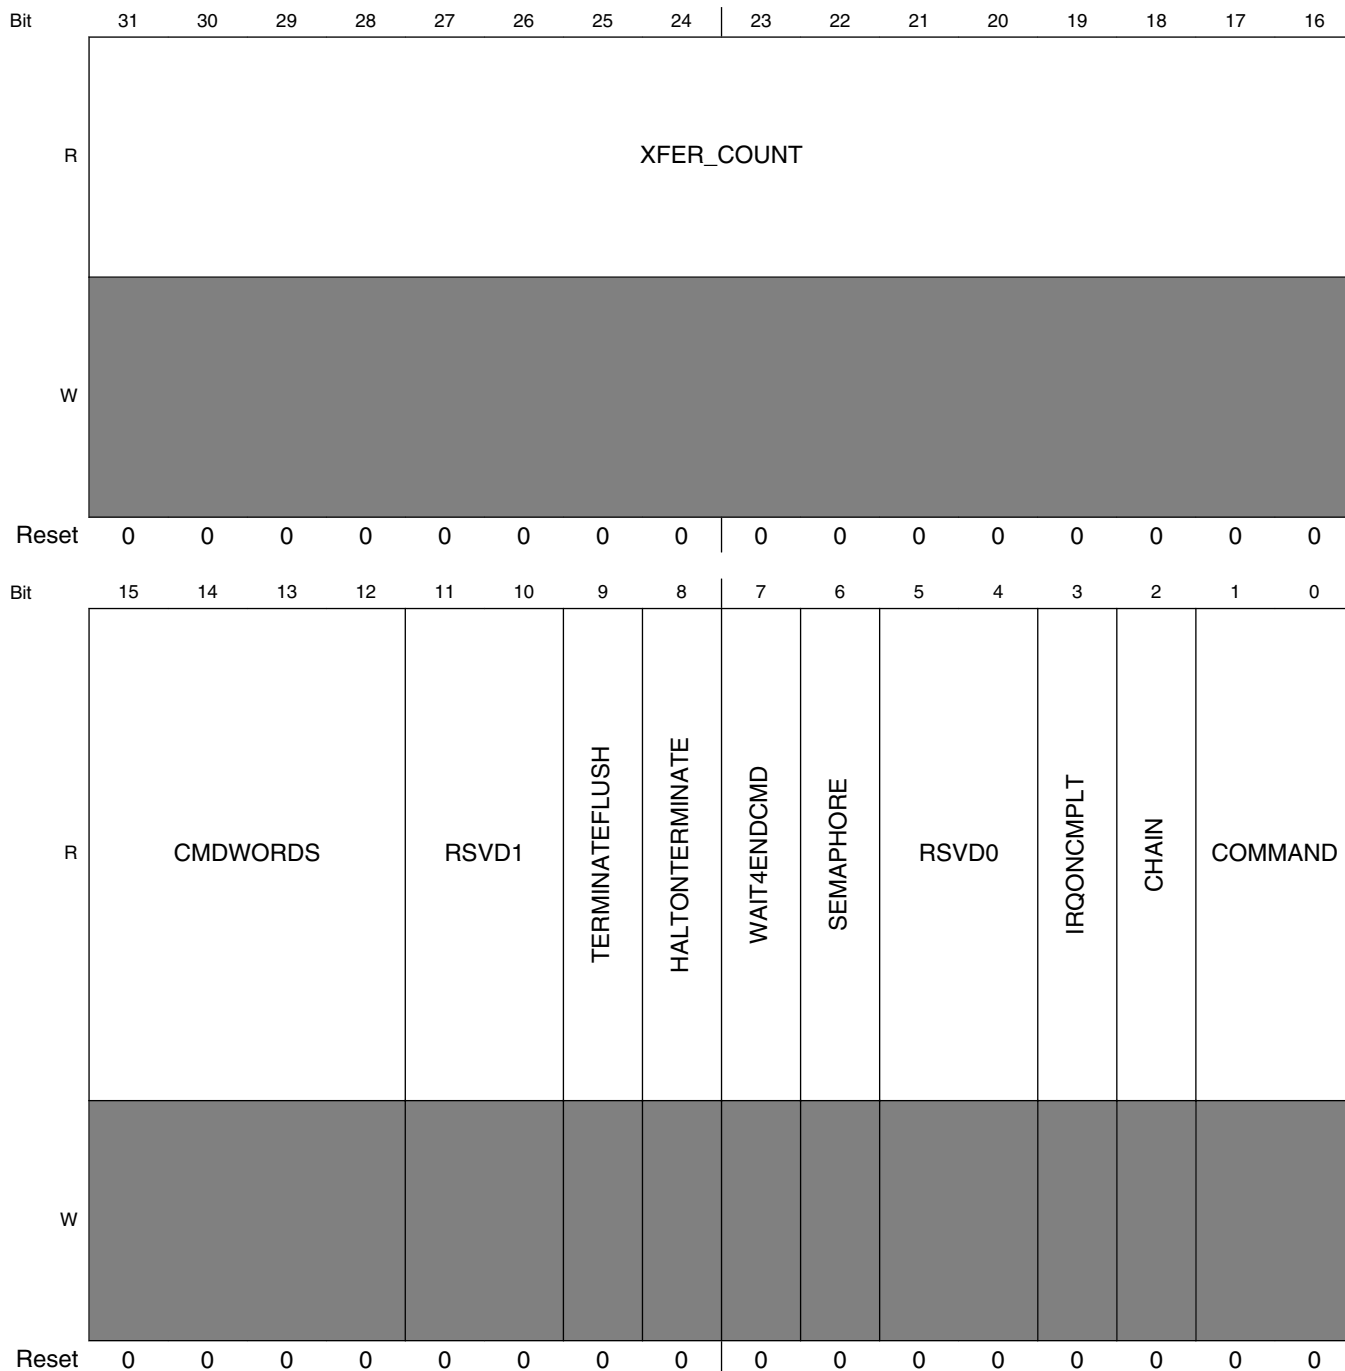 Bit 31 30 29 28 27 26 25 24 23 22 21 20 19 18 17 16
R XFER_COUNT
W
Reset 0 0 0 0 0 0 0 0 0 0 0 0 0 0 0 0
Bit 15 14 13 12 11 10 9 8 7 6 5 4 3 2 1 0
R CMDWORDS RSVD1 TERMINATEFLUSH HALTONTERMINATE WAIT4ENDCMD SEMAPHORE RSVD0 IRQONCMPLT CHAIN COMMAND
W
Reset 0 0 0 0 0 0 0 0 0 0 0 0 0 0 0 0